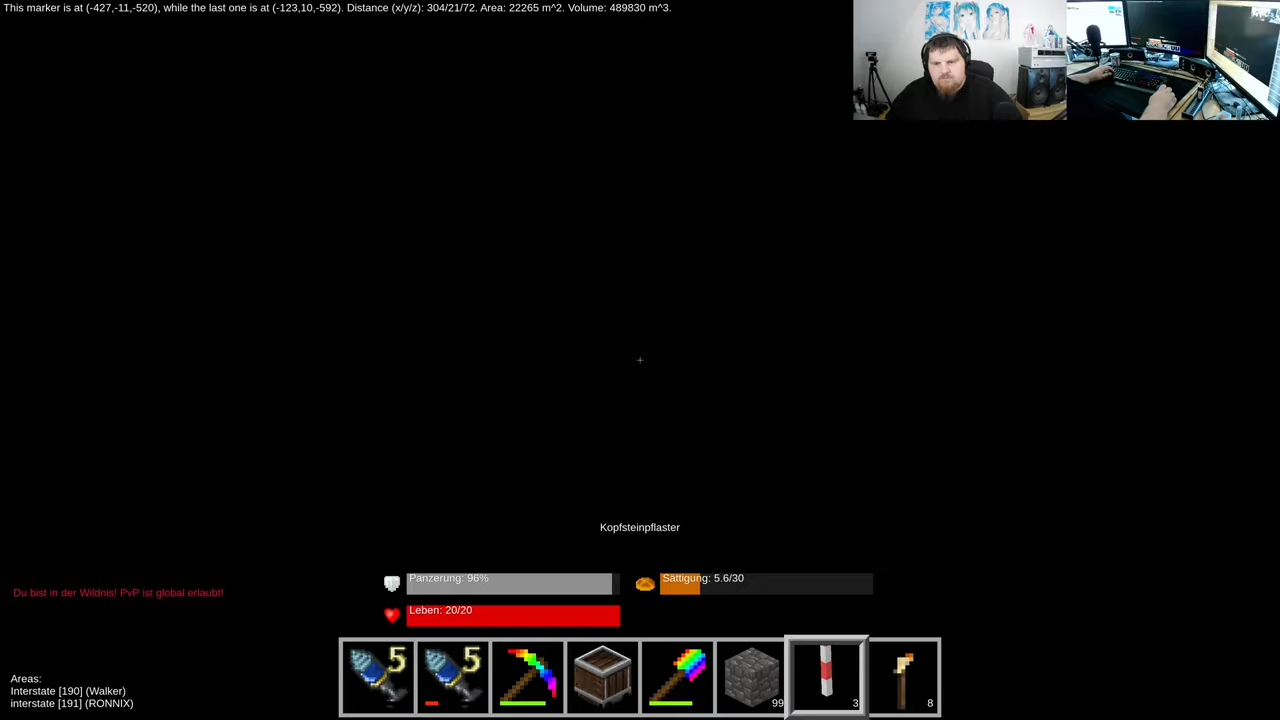 This marker is at (-427,-11,-520), while the last one is at (-123,10,-592). Distance (x/y/z): 304/21/72. Area: 22265 m^2. Volume: 489830 m^3.
Kopfsteinpflaster
Panzerung: 96%
Sättigung: 5.6/30
Du bist in der Wildnis! PvP ist global erlaubt!
Leben: 20/20
5
5
99
3
8
Areas:
Interstate [190] (Walker)
interstate [191] (RONNIX)